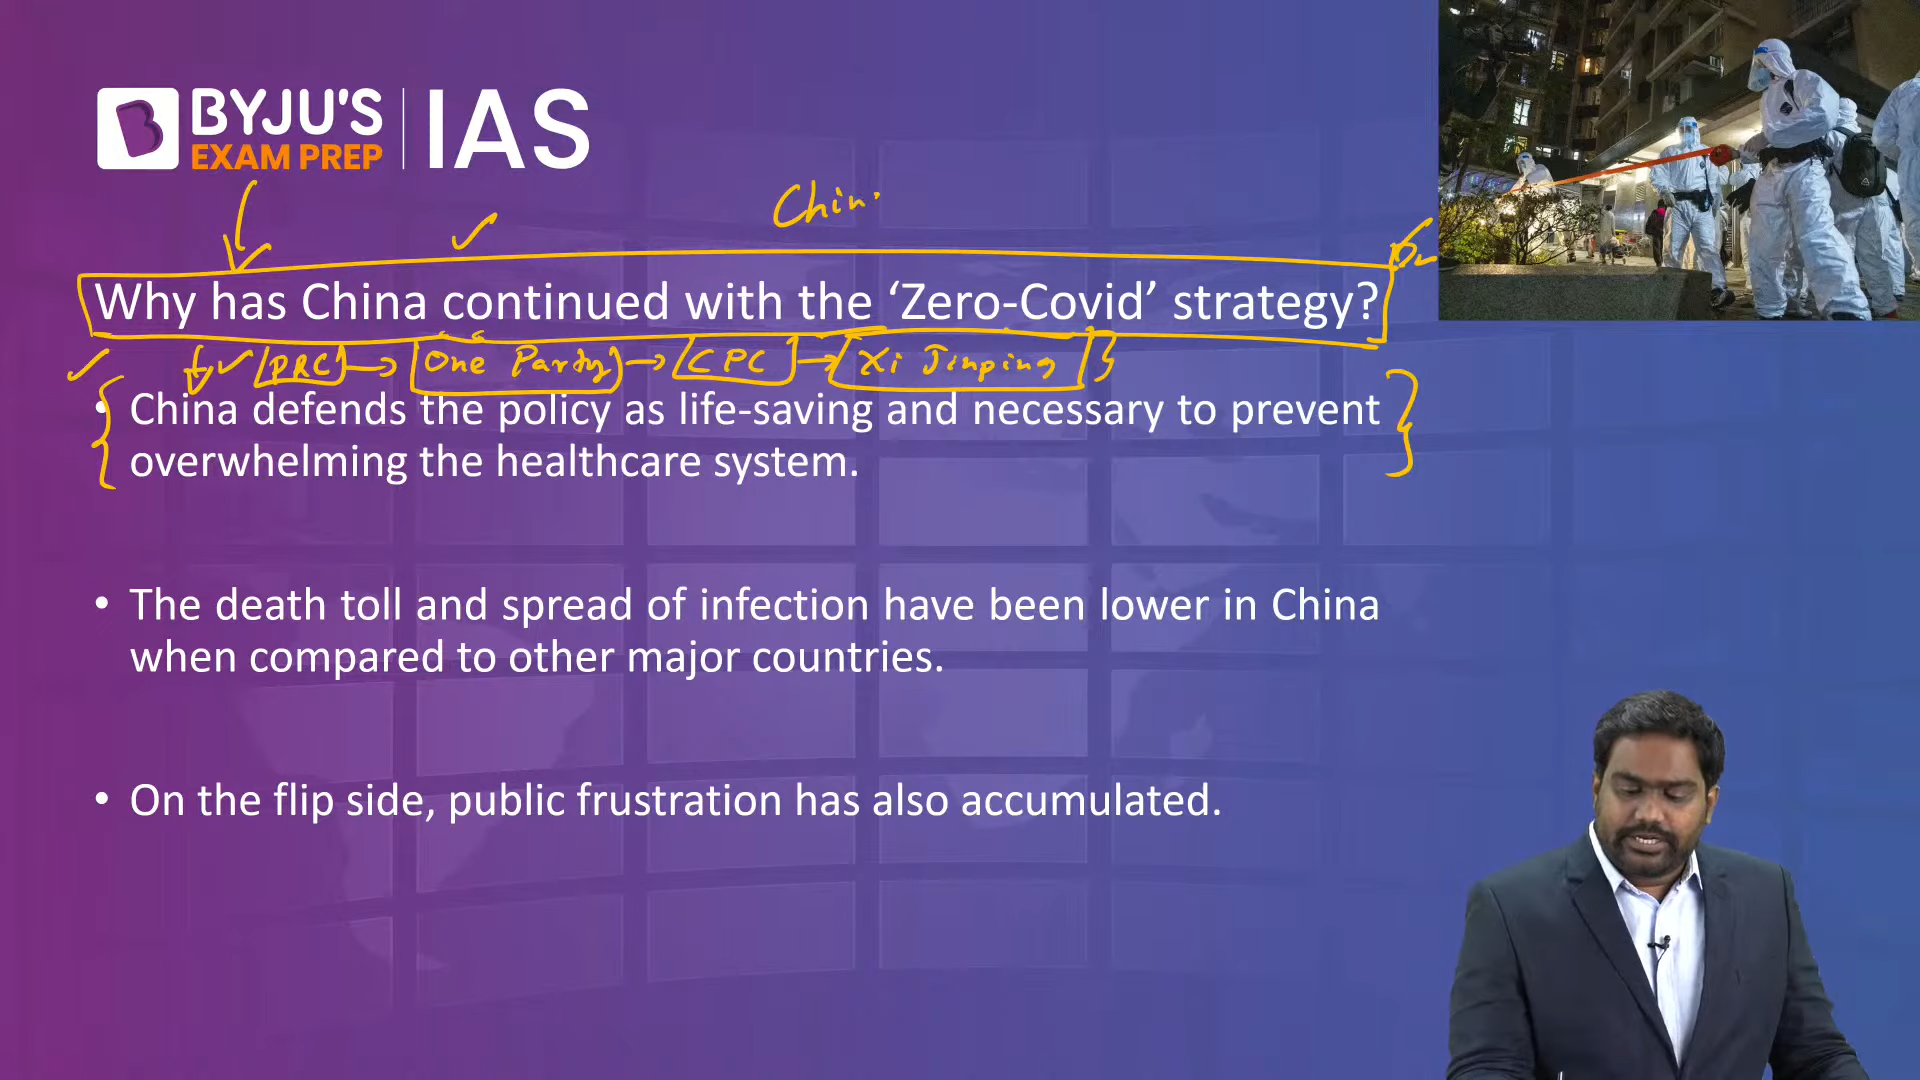 BYJU'S
EXAM PREP
IAS
Chin
Why has China continued with the ‘Zero-Covid’ strategy?
PRC → One Party → CPC → Xi Jinping
• China defends the policy as life-saving and necessary to prevent
overwhelming the healthcare system.
• The death toll and spread of infection have been lower in China
when compared to other major countries.
• On the flip side, public frustration has also accumulated.